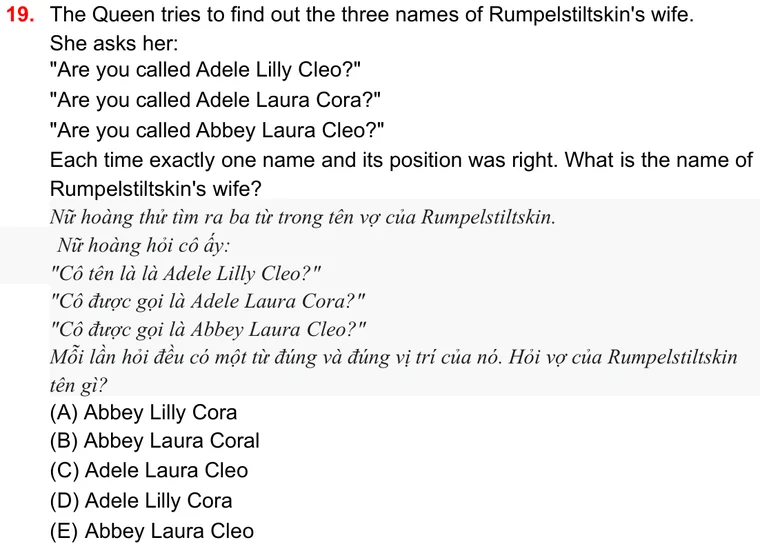 19. The Queen tries to find out the three names of Rumpelstiltskin's wife.
She asks her:
"Are you called Adele Lilly Cleo?"
"Are you called Adele Laura Cora?"
"Are you called Abbey Laura Cleo?"
Each time exactly one name and its position was right. What is the name of
Rumpelstiltskin's wife?
Nữ hoàng thử tìm ra ba từ trong tên vợ của Rumpelstiltskin.
Nữ hoàng hỏi cô ấy:
"Cô tên là là Adele Lilly Cleo?"
"Cô được gọi là Adele Laura Cora?"
"Cô được gọi là Abbey Laura Cleo?"
Mỗi lần hỏi đều có một từ đúng và đúng vị trí của nó. Hỏi vợ của Rumpelstiltskin
tên gì?
(A) Abbey Lilly Cora
(B) Abbey Laura Coral
(C) Adele Laura Cleo
(D) Adele Lilly Cora
(E) Abbey Laura Cleo